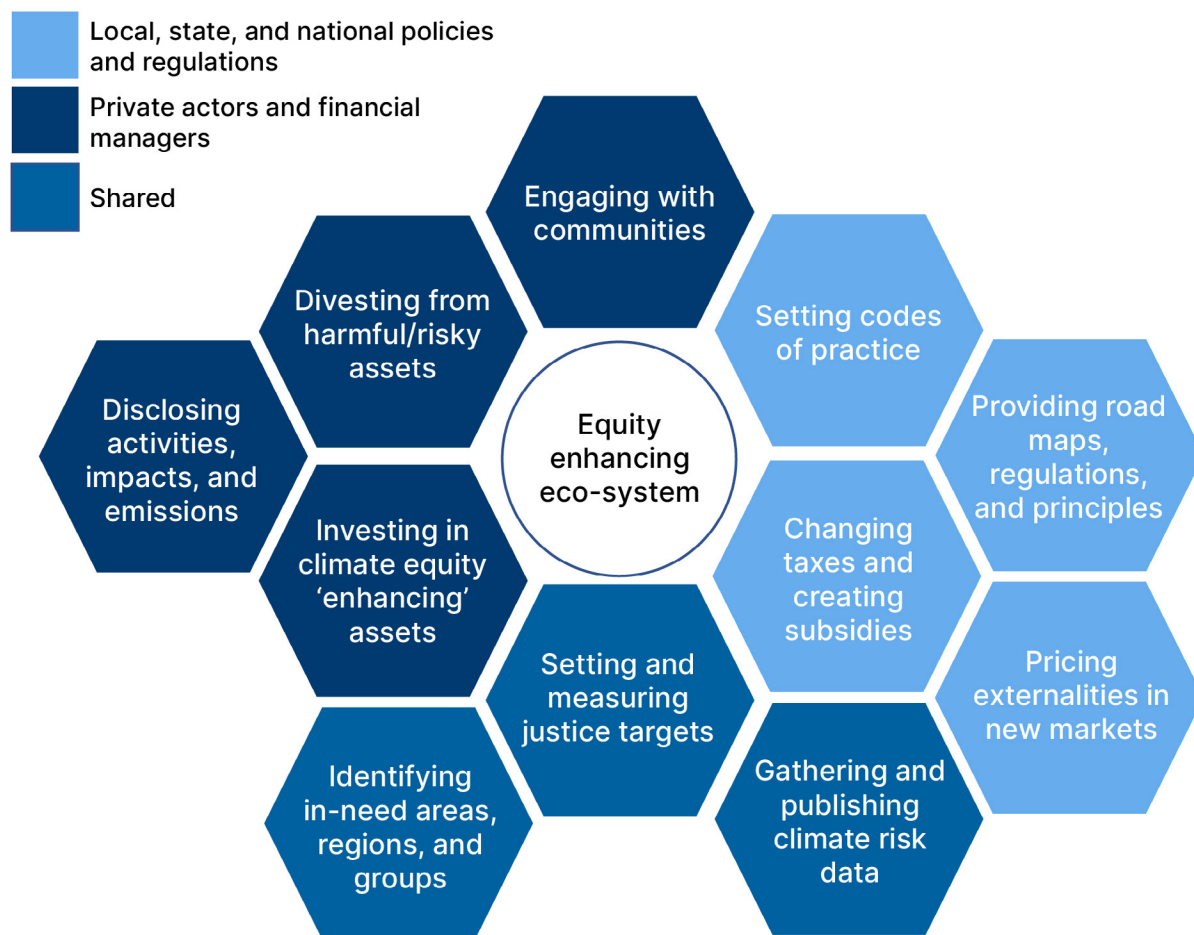 Local, state, and national policies
and regulations
Private actors and financial
managers
Shared
Engaging with
communities
Divesting from
harmful/risky
assets
Setting codes
of practice
Disclosing
activities,
impacts, and
emissions
Equity
enhancing
eco-system
Providing road
maps,
regulations,
and principles
Investing in
climate equity
‘enhancing’
assets
Changing
taxes and
creating
subsidies
Setting and
measuring
justice targets
Pricing
externalities in
new markets
Identifying
in-need areas,
regions, and
groups
Gathering and
publishing
climate risk
data